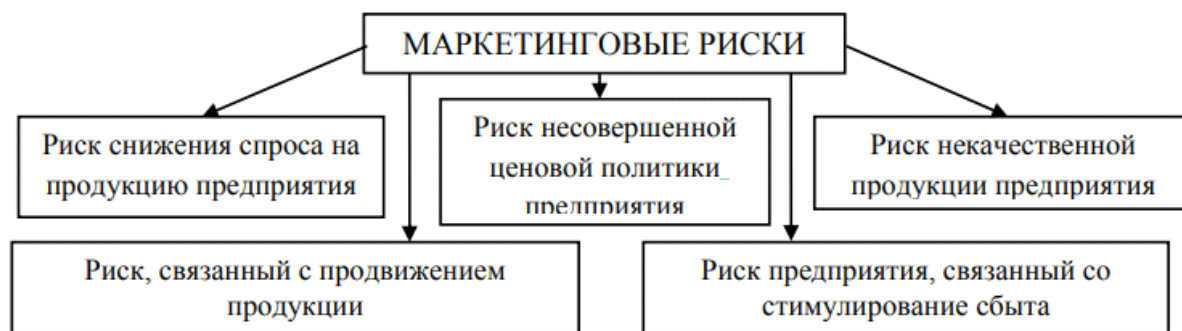 МАРКЕТИНГОВЫЕ РИСКИ
Риск снижения спроса на
продукцию предприятия
Риск несовершенной
ценовой политики
предприятия
Риск некачественной
продукции предприятия
Риск, связанный с продвижением
продукции
Риск предприятия, связанный со
стимулирование сбыта